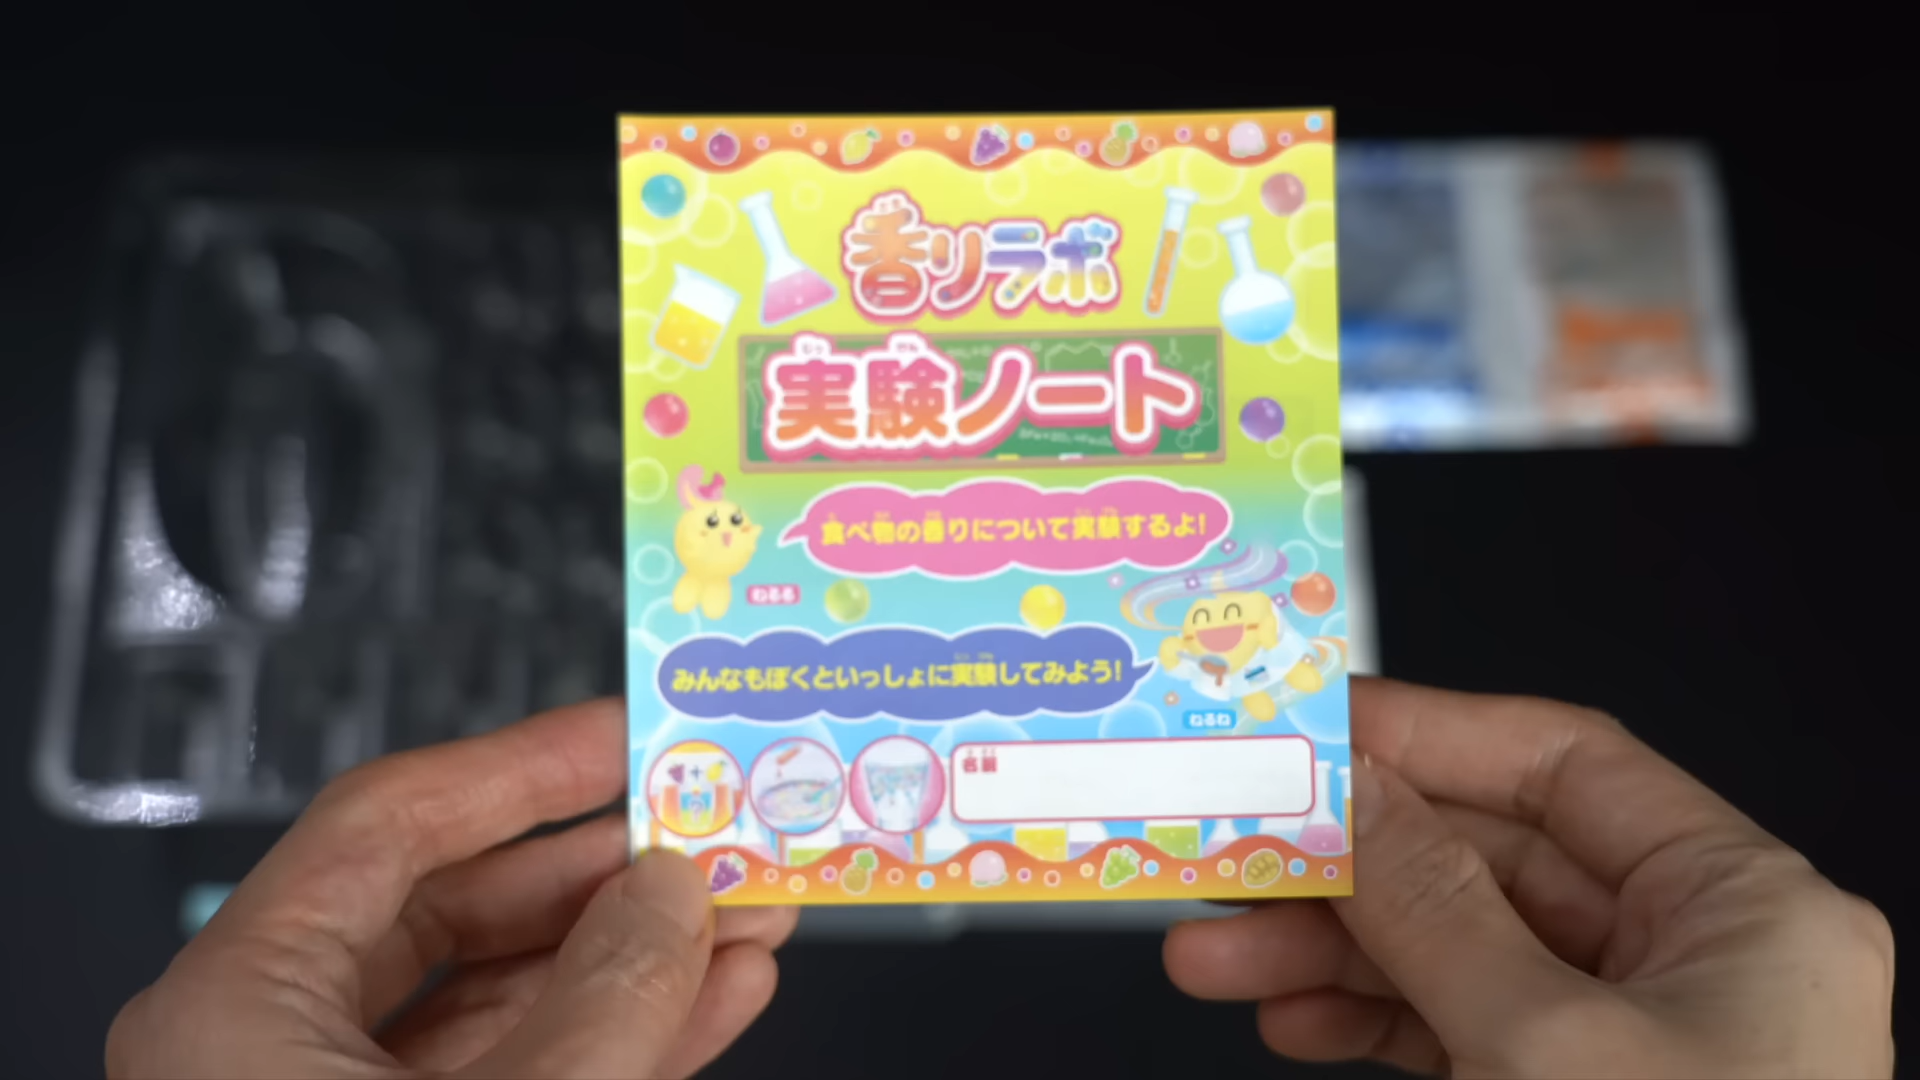 香りラボ
実験ノート
食べ物の香りについて実験するよ!
ねるる
みんなもぼくといっしょに実験してみよう!
ねるね
名前